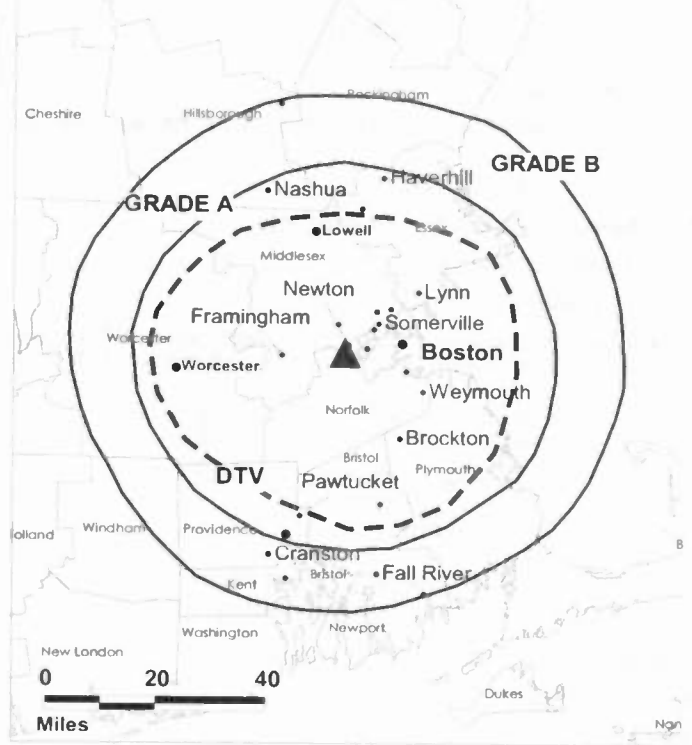 Rockingham
Cheshire
Hillsborough
GRADE B
Haverhill
Nashua
GRADE A
Essex
Lowell
Middlesex
Newton
Lynn
Framingham
Somerville
Worcester
Boston
Worcester
Weymouth
Norfolk
Brockton
Bristol
Plymouth
DTV
Pawtucket
Windham
Providence
olland
B
Cranston
Bristol
Fall River
Kent
Newport
Washington
New London
0 20 40
Dukes
Miles
Nan